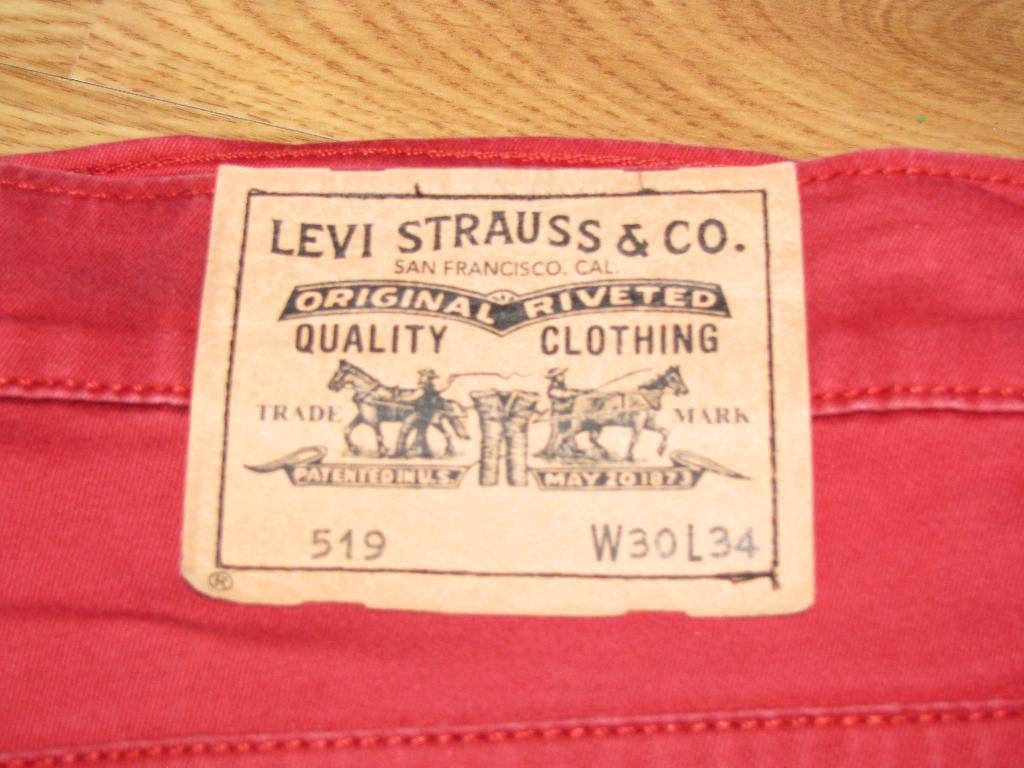 LEVI STRAUSS & CO.
SAN FRANCISCO. CAL.
ORIGINAL RIVETED
QUALITY CLOTHING
TRADE MARK
PATENTED IN U.S. MAY 20 1873
519 W30 L34
®